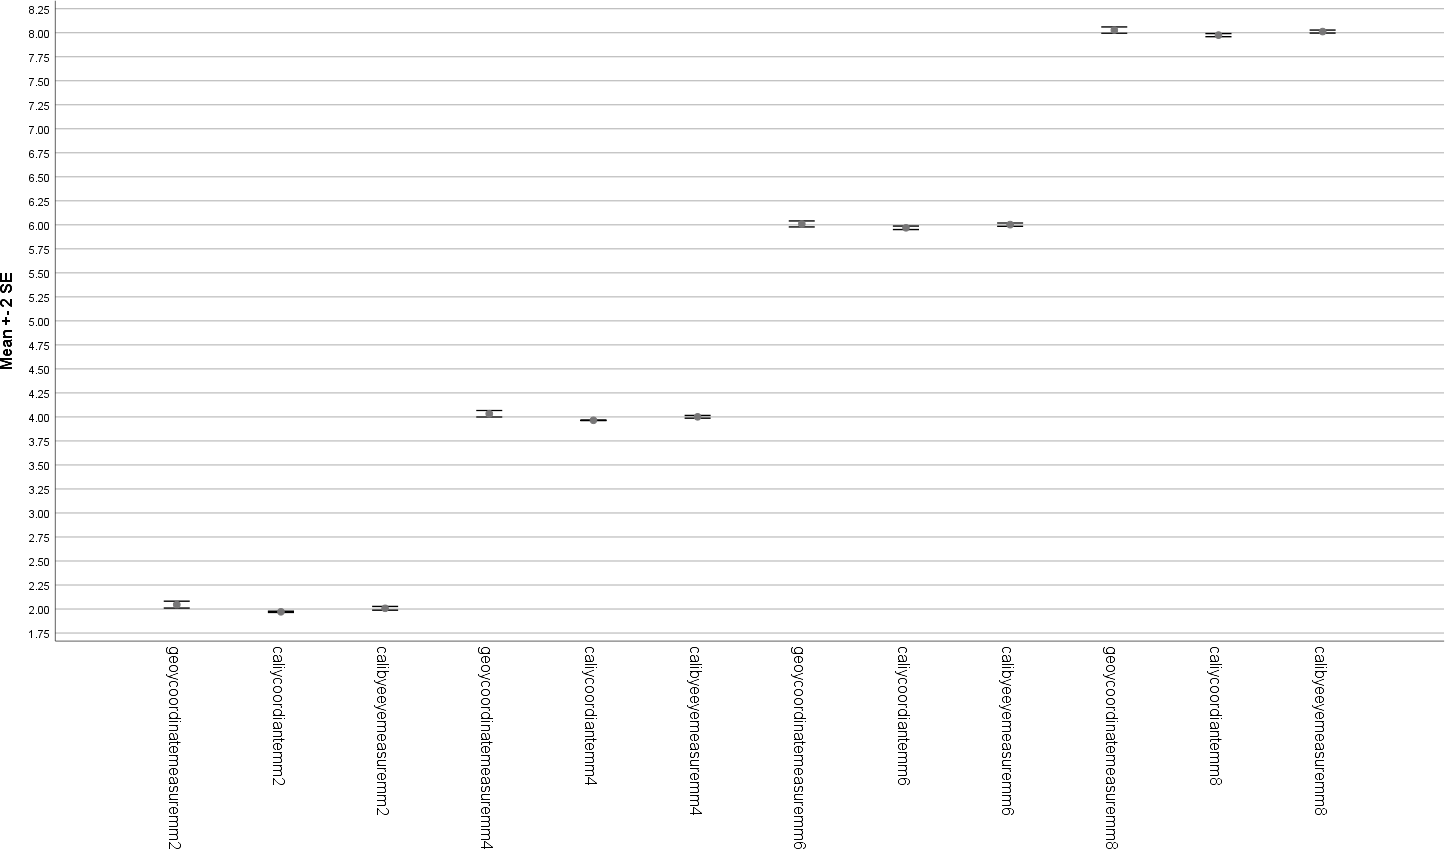 8.25
8.00
7.75
7.50
7.25
7.00
6.75
6.50
6.25
6.00
5.75
5.50
5.25
5.00
4.75
4.50
4.25
4.00
3.75
3.50
3.25
3.00
2.75
2.50
2.25
2.00
1.75
Mean +- 2 SE
geoycoordinatemeasuremm2
caliycoordiantemm2
calibyeeyemeasuremm2
geoycoordinatemeasuremm4
caliycoordiantemm4
calibyeeyemeasuremm4
geoycoordinatemeasuremm6
caliycoordiantemm6
calibyeeyemeasuremm6
geoycoordinatemeasuremm8
caliycoordiantemm8
calibyeeyemeasuremm8